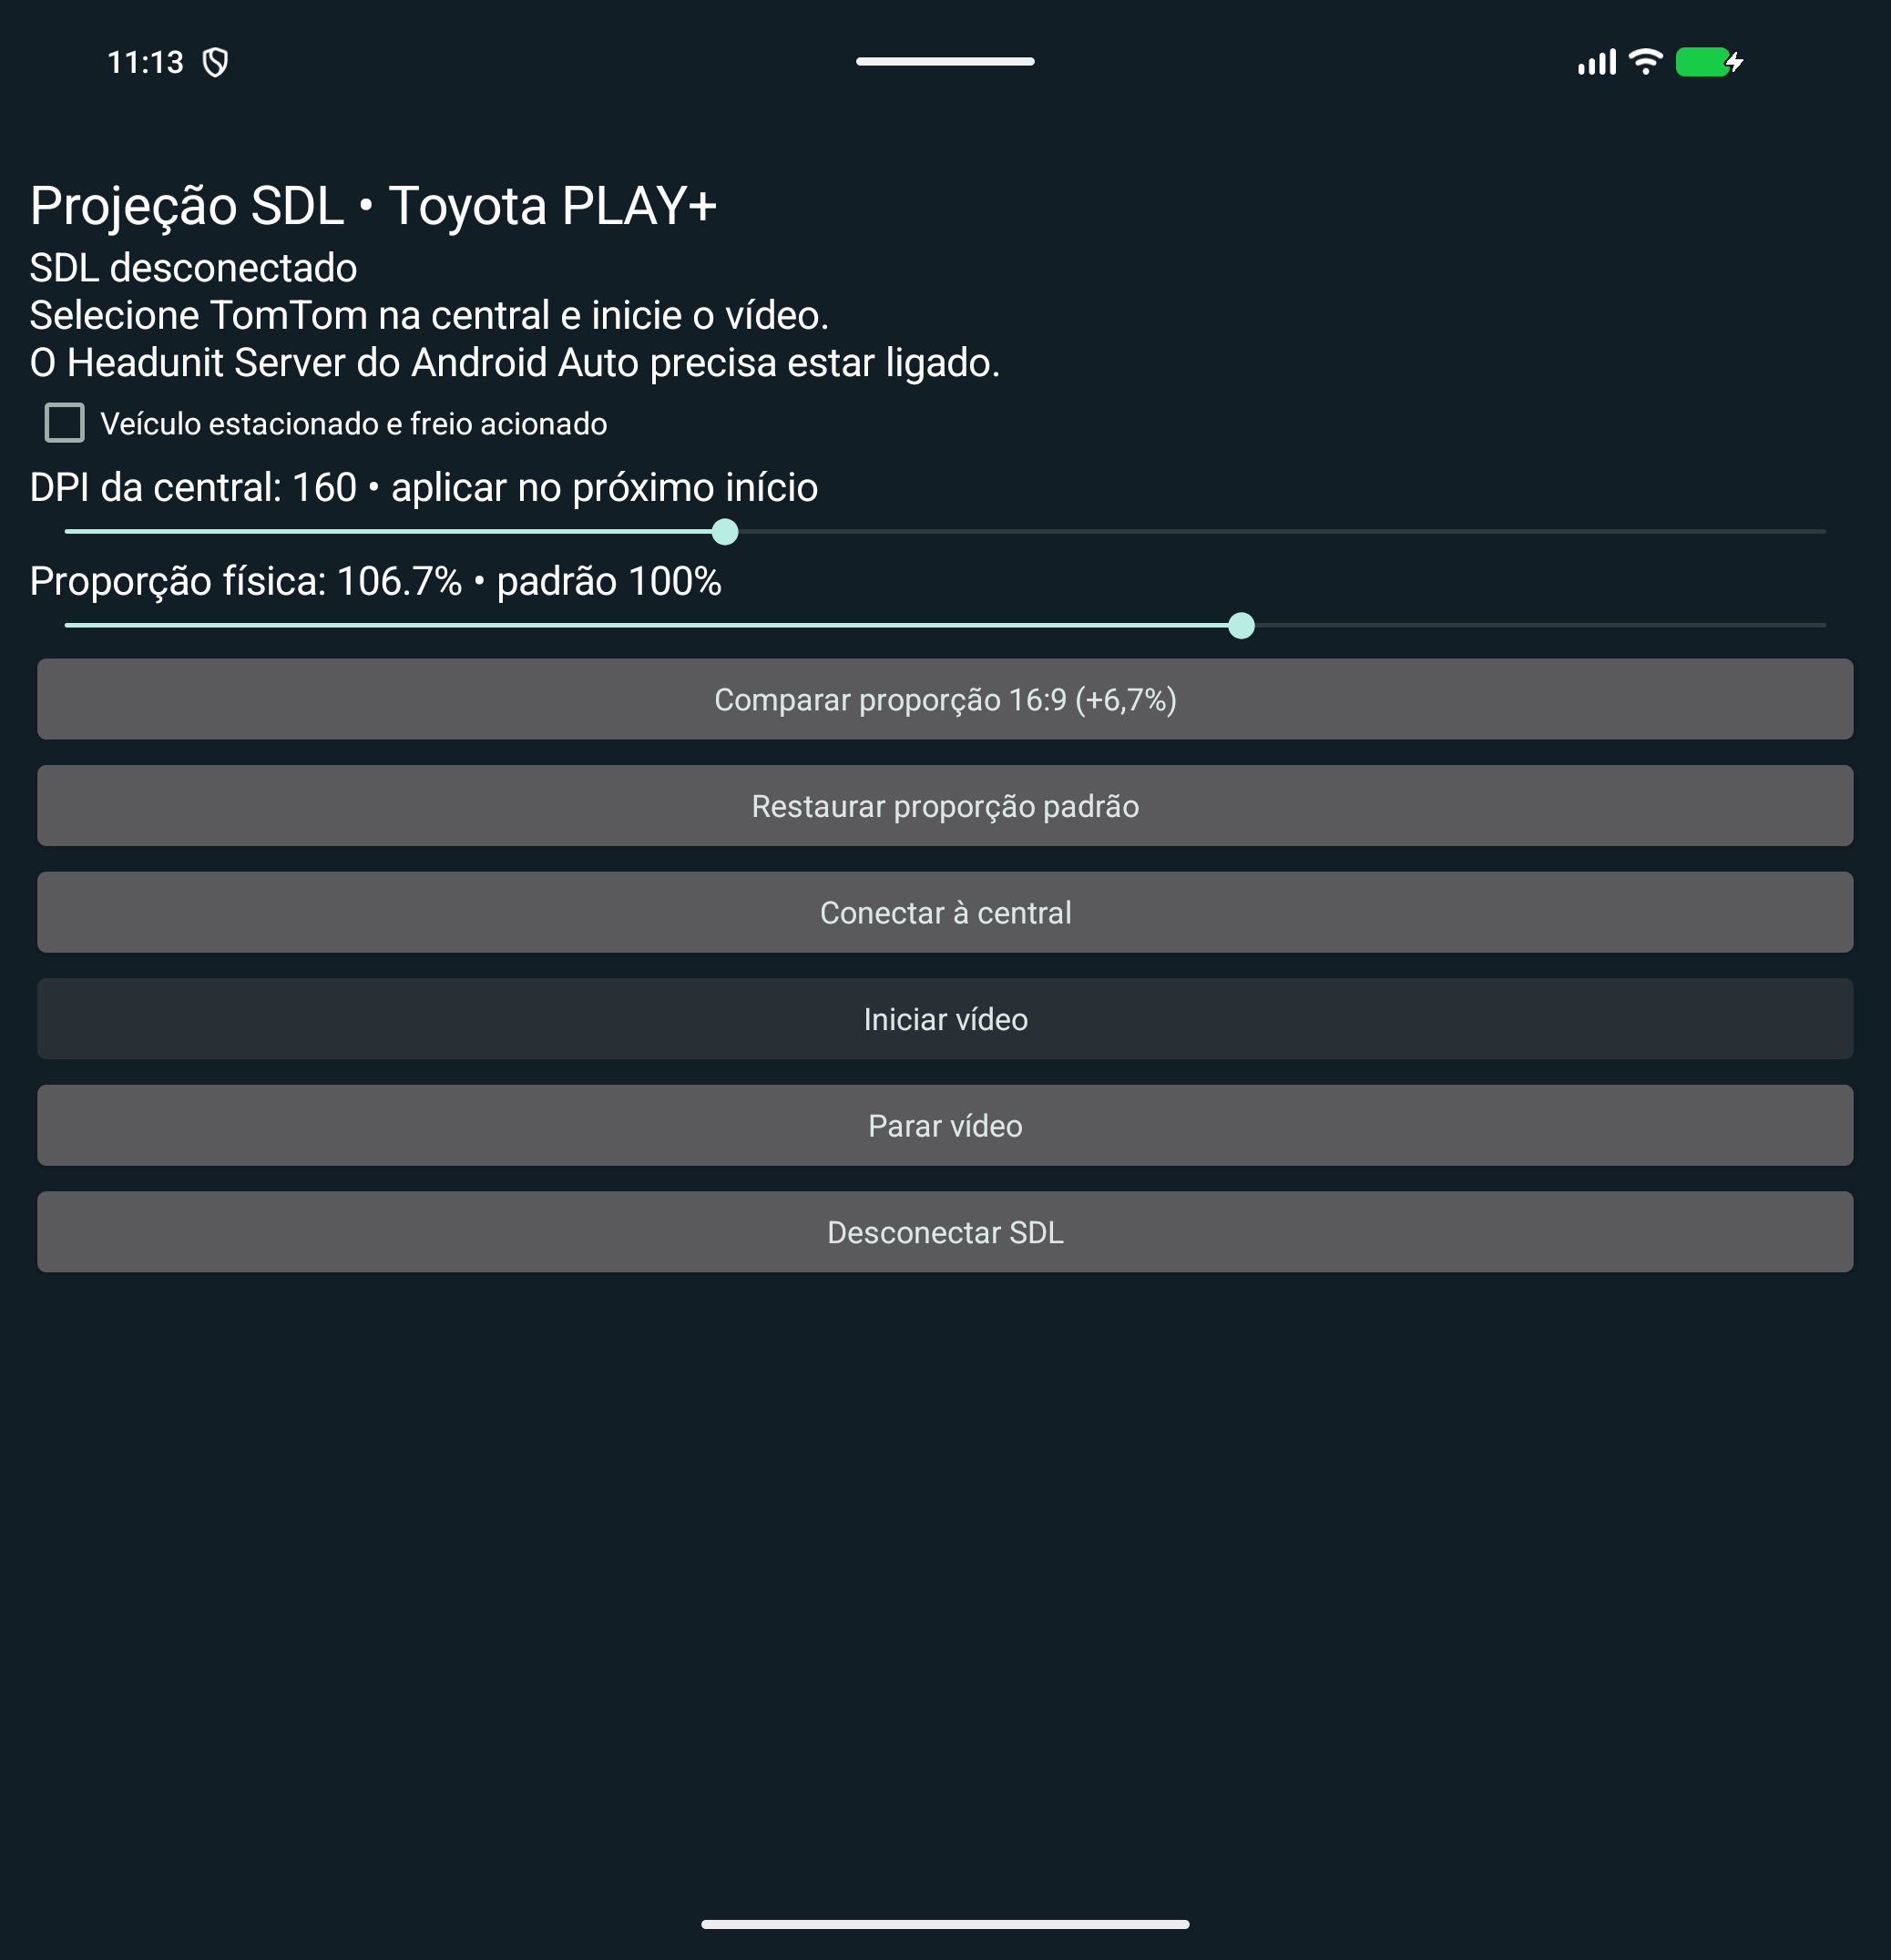 11:13
Projeção SDL • Toyota PLAY+
SDL desconectado
Selecione TomTom na central e inicie o vídeo.
O Headunit Server do Android Auto precisa estar ligado.
Veículo estacionado e freio acionado
DPI da central: 160 • aplicar no próximo início
Proporção física: 106.7% • padrão 100%
Comparar proporção 16:9 (+6,7%)
Restaurar proporção padrão
Conectar à central
Iniciar vídeo
Parar vídeo
Desconectar SDL